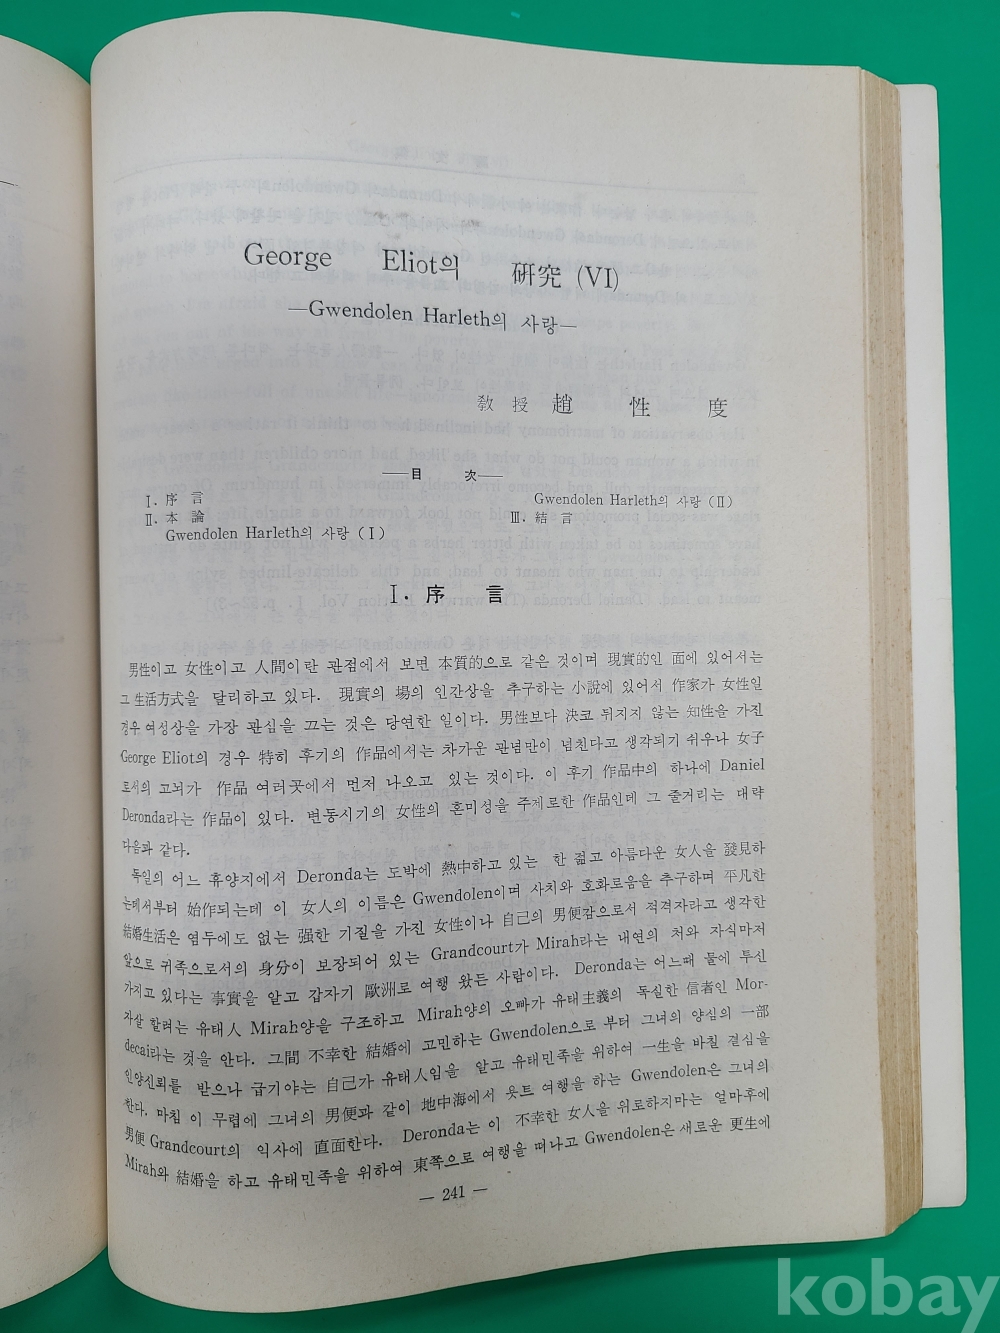 George Eliot의 硏究 (VI)
—Gwendolen Harleth의 사랑—
敎 授 趙 性 度
——目 次——
I. 序 言
II. 本 論
Gwendolen Harleth의 사랑 (I)
Gwendolen Harleth의 사랑 (II)
III. 結 言
I. 序 言
男性이고 女性이고 人間이란 관점에서 보면 本質的으로 같은 것이며 現實的인 面에 있어서는
그 生活方式을 달리하고 있다. 現實의 場의 인간상을 추구하는 小說에 있어서 作家가 女性일
경우 여성상을 가장 관심을 끄는 것은 당연한 일이다. 男性보다 決코 뒤지지 않는 知性을 가진
George Eliot의 경우 特히 후기의 作品에서는 차가운 관념만이 넘친다고 생각되기 쉬우나 女子
로서의 고뇌가 作品 여러곳에서 먼저 나오고 있는 것이다. 이 후기 作品中의 하나에 Daniel
Deronda라는 作品이 있다. 변동시기의 女性의 혼미성을 주제로한 作品인데 그 줄거리는 대략
다음과 같다.
독일의 어느 휴양지에서 Deronda는 도박에 熱中하고 있는 한 젊고 아름다운 女人을 發見하
는데서부터 始作되는데 이 女人의 이름은 Gwendolen이며 사치와 호화로움을 추구하며 平凡한
結婚生活은 염두에도 없는 强한 기질을 가진 女性이나 自己의 男便감으로서 적격자라고 생각한
앞으로 귀족으로서의 身分이 보장되어 있는 Grandcourt가 Mirah라는 내연의 처와 자식마저
가지고 있다는 事實을 알고 갑자기 歐洲로 여행 왔든 사람이다. Deronda는 어느때 물에 투신
자살 할려는 유태人 Mirah양을 구조하고 Mirah양의 오빠가 유태主義의 독실한 信者인 Mor-
decai라는 것을 안다. 그間 不幸한 結婚에 고민하는 Gwendolen으로 부터 그녀의 양심의 一部
인양신뢰를 받으나 급기야는 自己가 유태人임을 알고 유태민족을 위하여 一生을 바칠 결심을
한다. 마침 이 무렵에 그녀의 男便과 같이 地中海에서 욧트 여행을 하는 Gwendolen은 그녀의
男便 Grandcourt의 익사에 直面한다. Deronda는 이 不幸한 女人을 위로하지마는 얼마후에
Mirah와 結婚을 하고 유태민족을 위하여 東쪽으로 여행을 떠나고 Gwendolen은 새로운 更生에
— 241 —
kobay